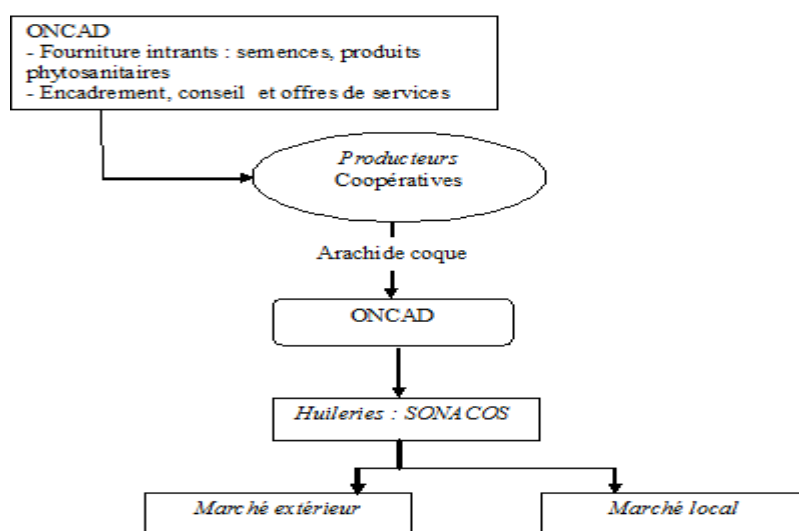 ONCAD
- Fourniture intrants : semences, produits
phytosanitaires
- Encadrement, conseil et offres de services
Producteurs
Coopératives
Arachide coque
ONCAD
Huileries : SONACOS
Marché extérieur
Marché local